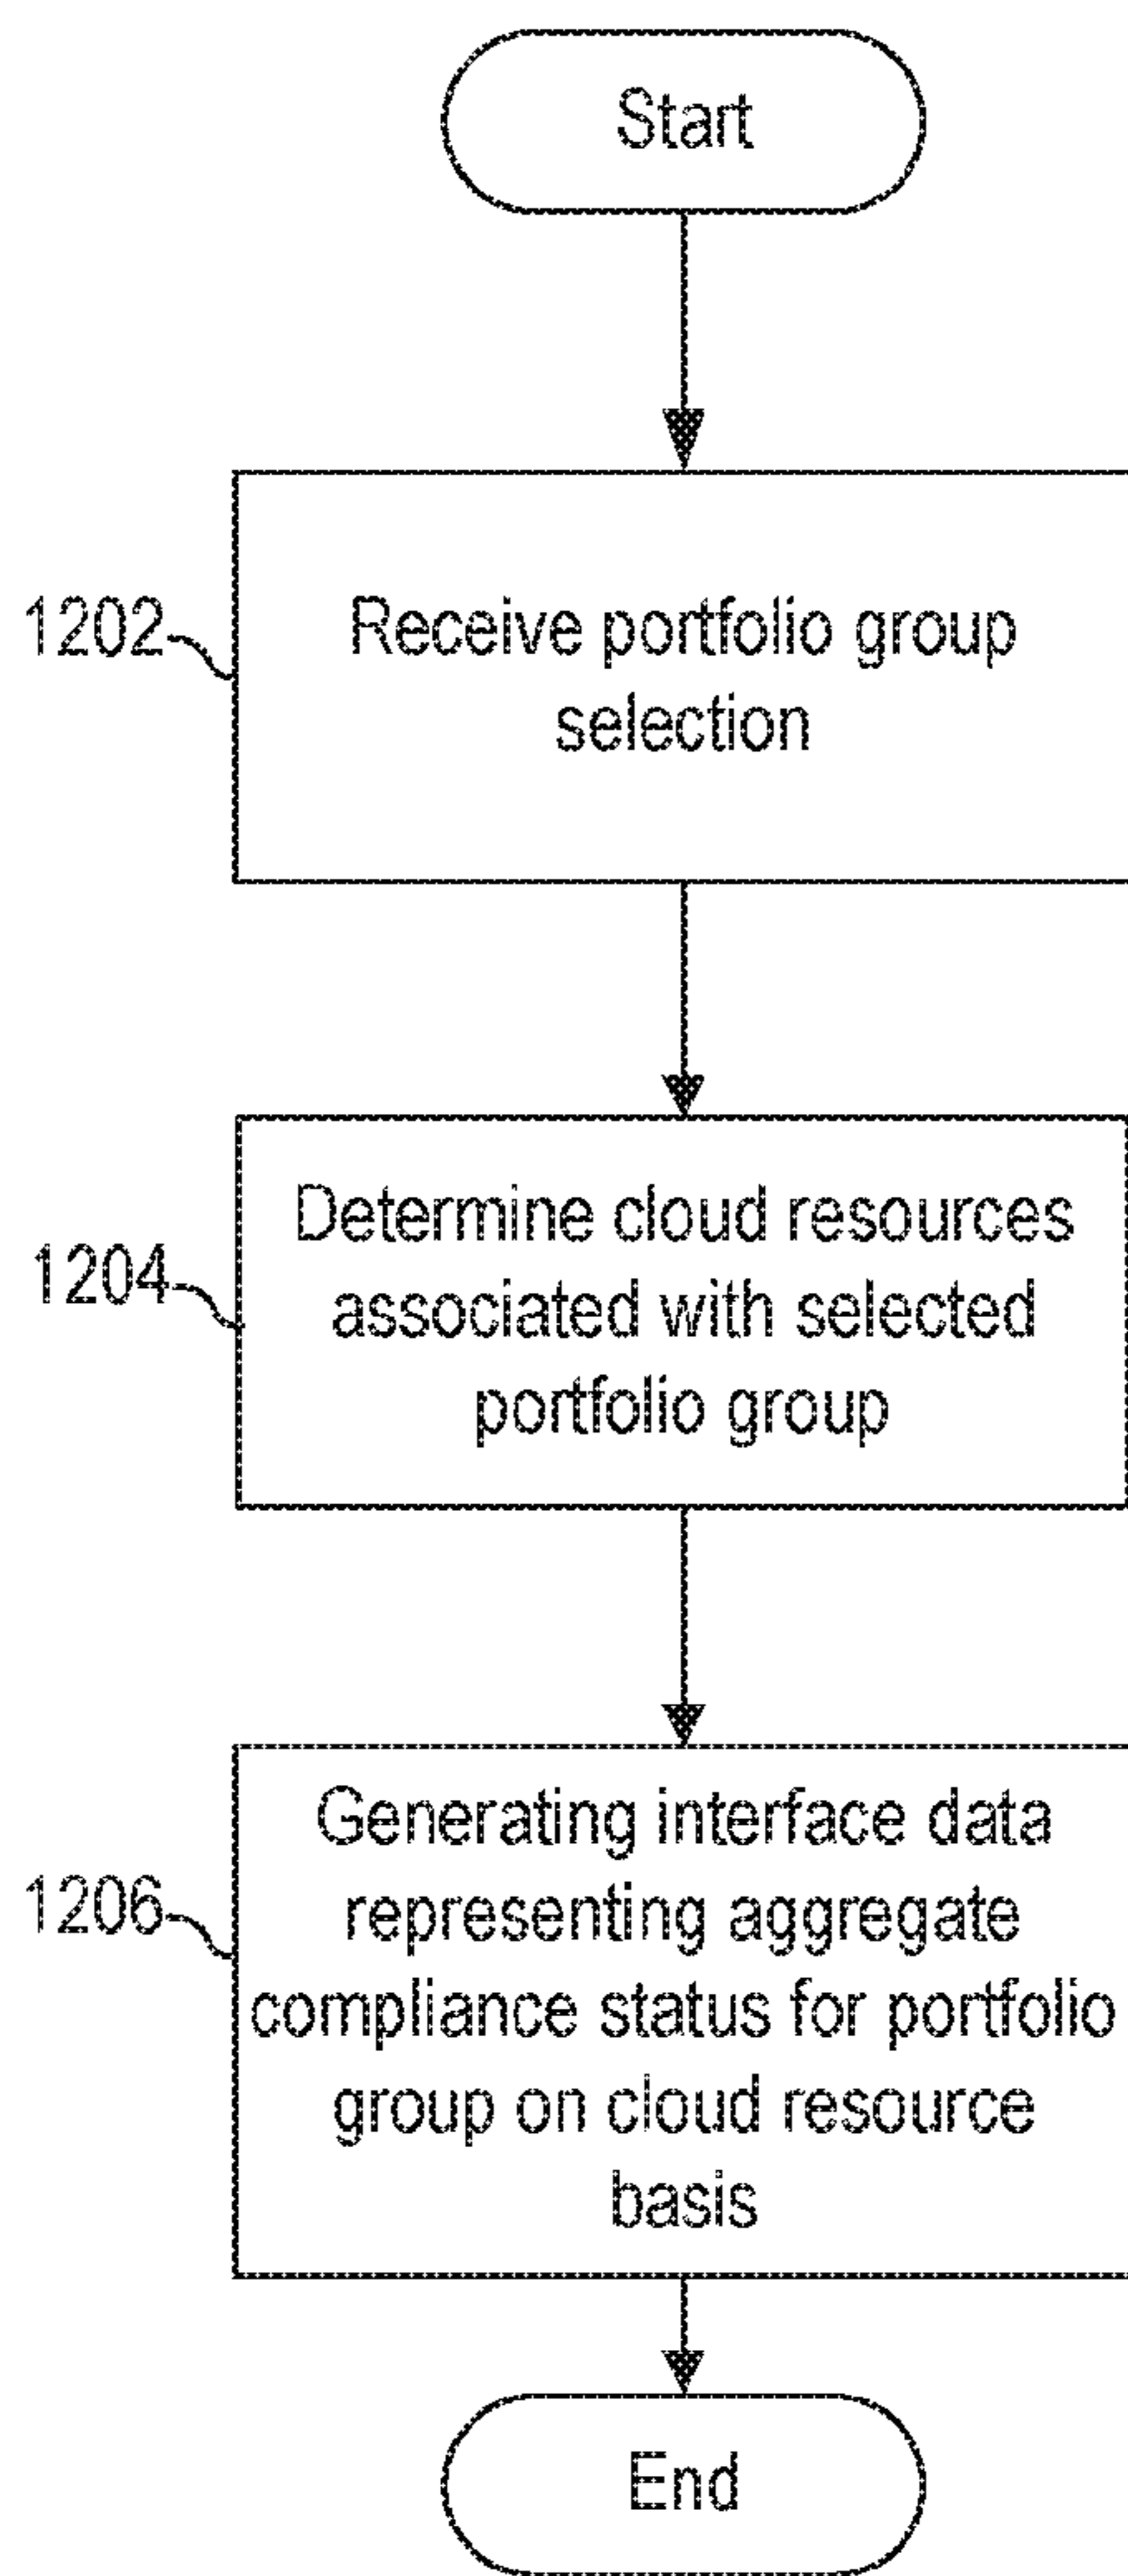 Start
1202
Receive portfolio group
selection
1204
Determine cloud resources
associated with selected
portfolio group
1206
Generating interface data
representing aggregate
compliance status for portfolio
group on cloud resource
basis
End